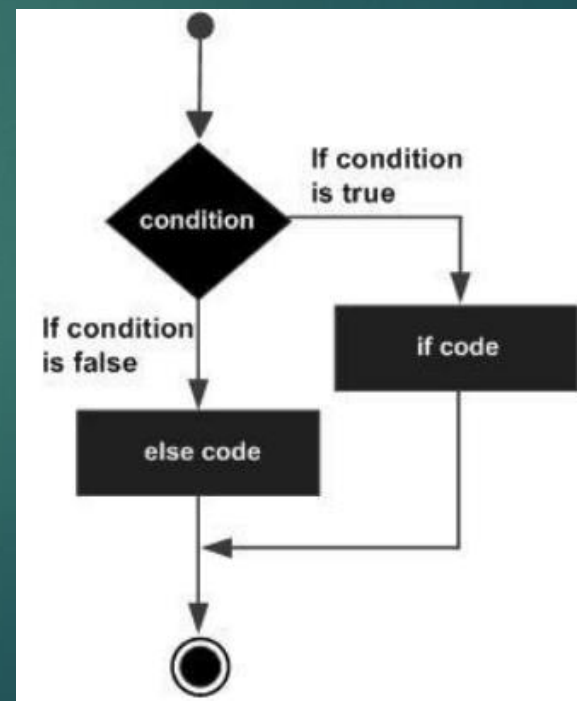 If condition
is true
condition
If condition
is false
if code
else code